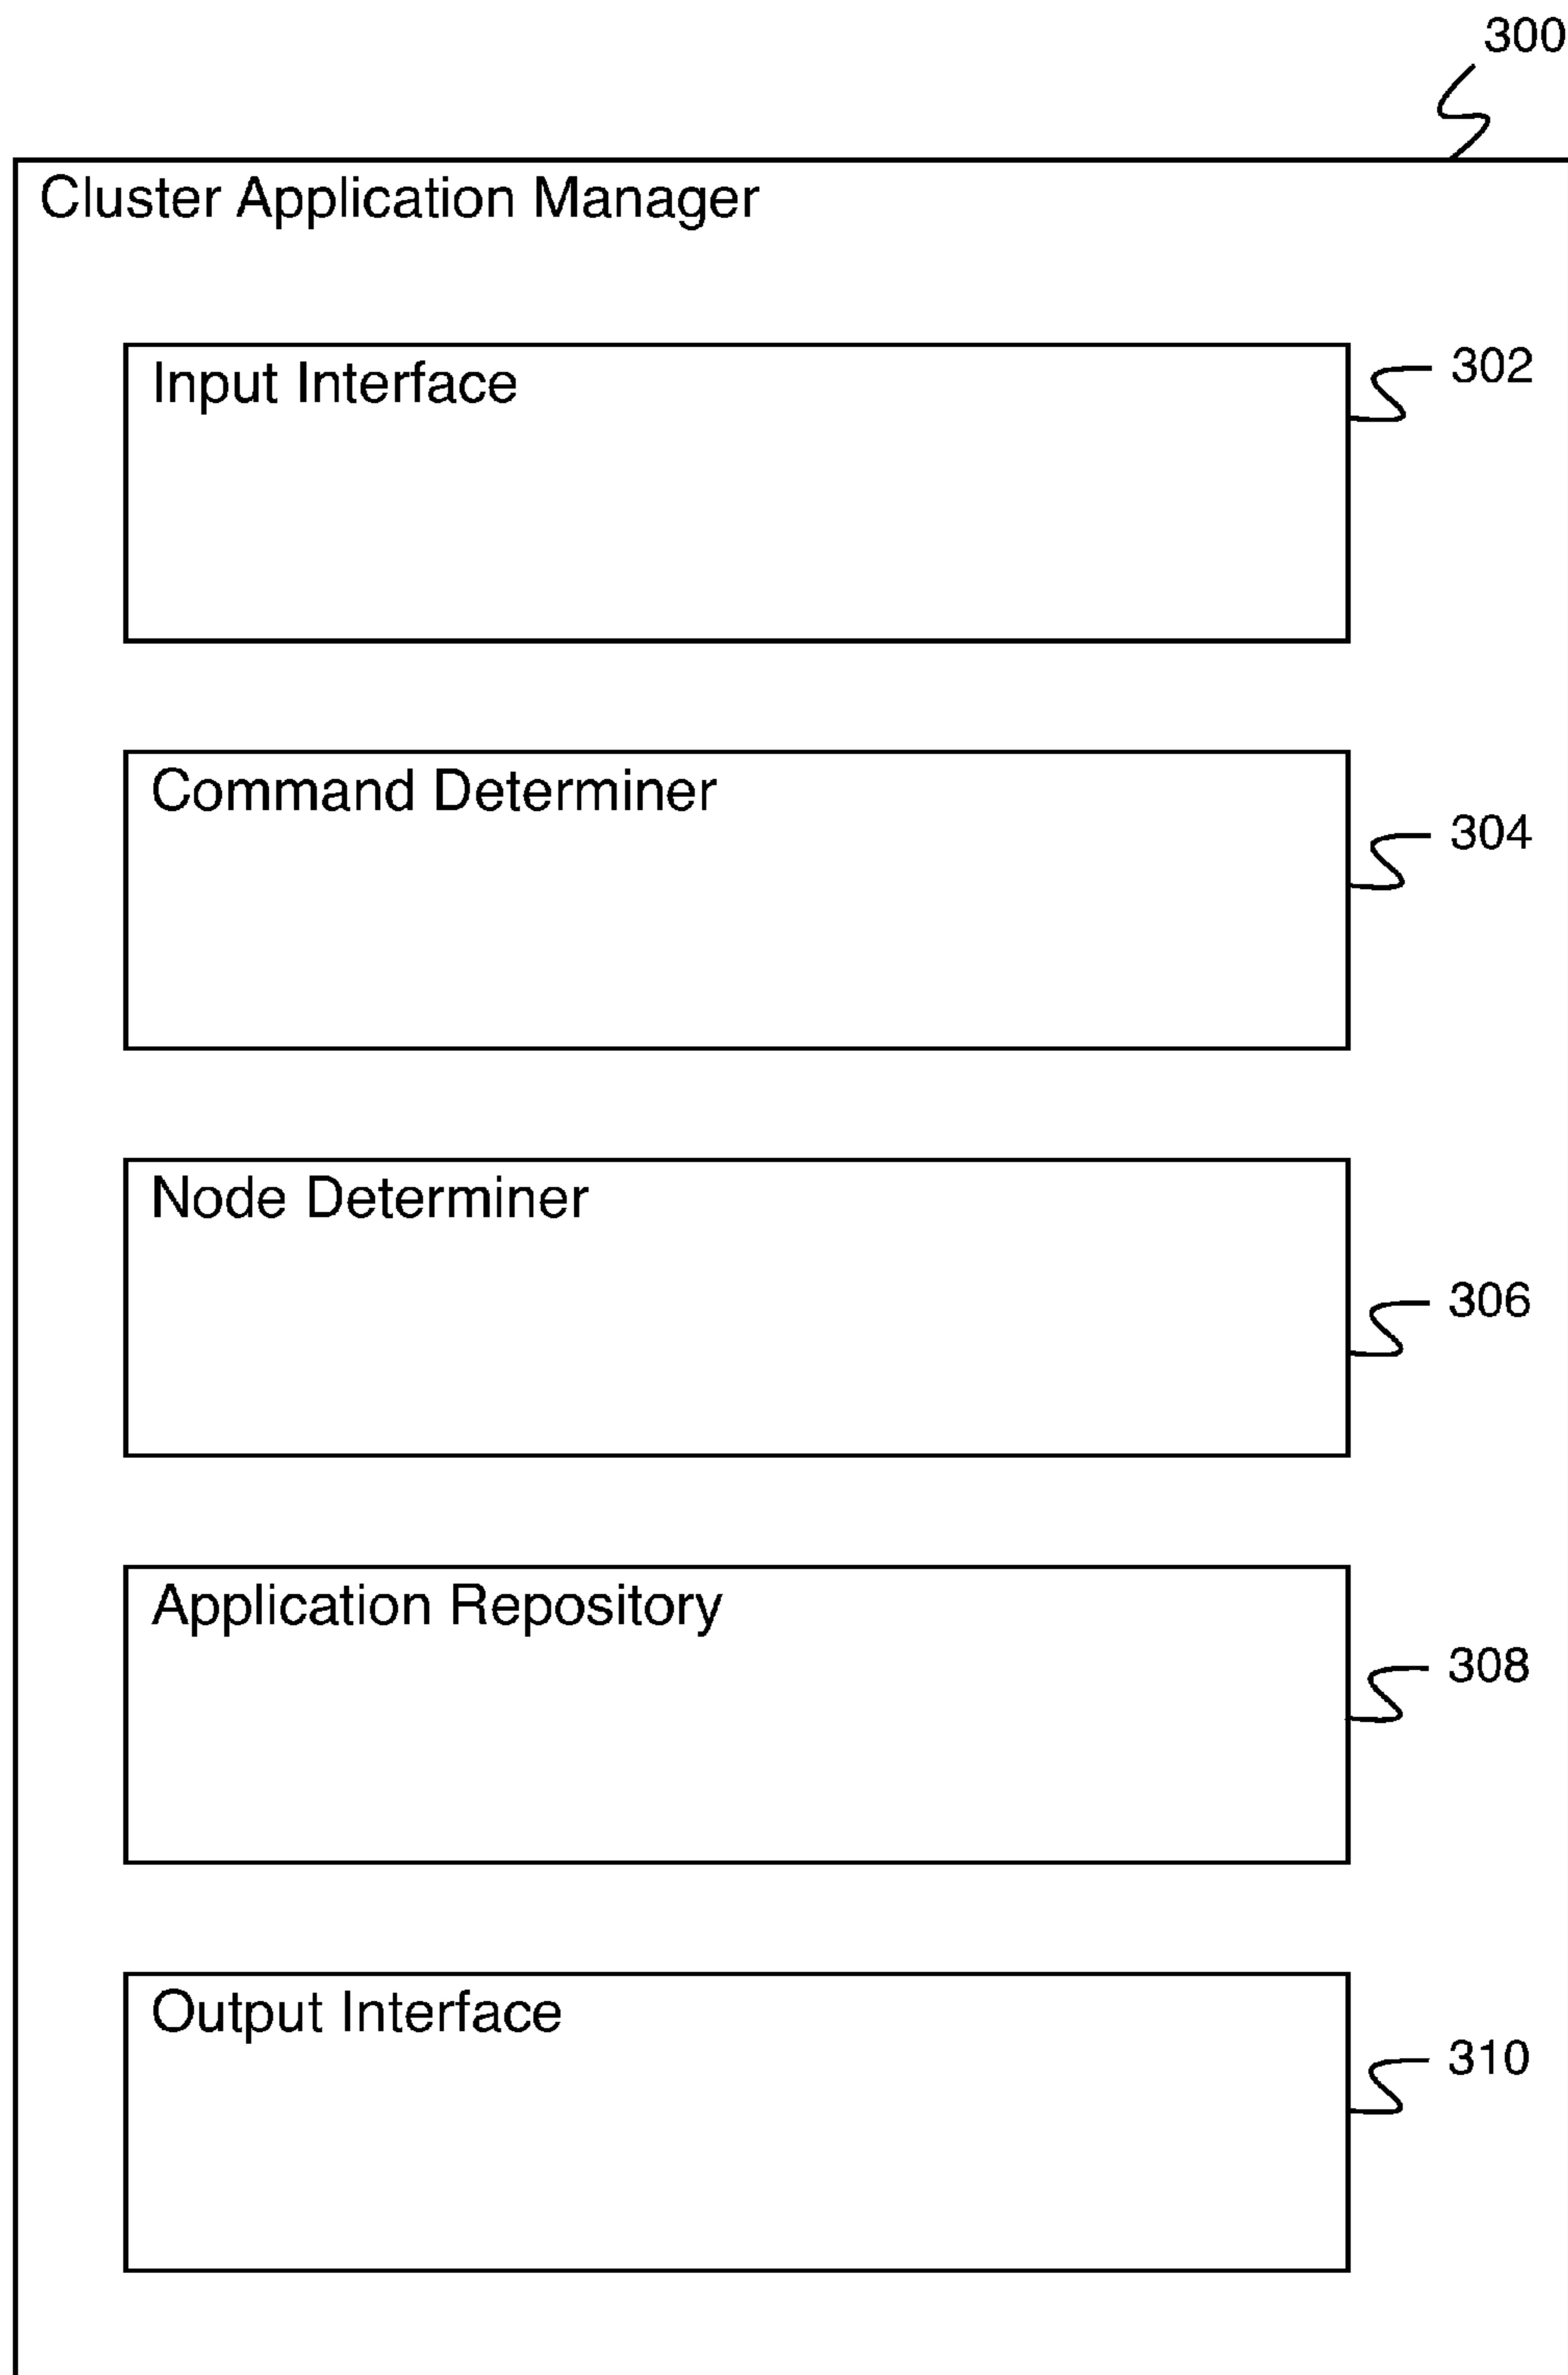 300
Cluster Application Manager
Input Interface
302
Command Determiner
304
Node Determiner
306
Application Repository
308
Output Interface
310